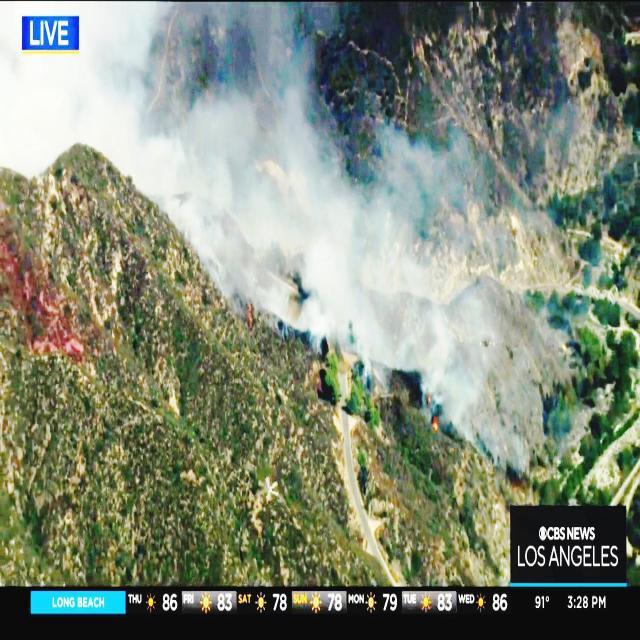 LIVE
CBS NEWS
LOS ANGELES
LONG BEACH THU 86 FRI 83 SAT 78 SUN 78 MON 79 TUE 83 WED 86 91° 3:28 PM